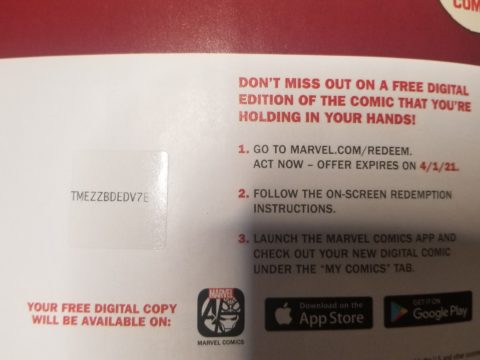 COM
DON'T MISS OUT ON A FREE DIGITAL
EDITION OF THE COMIC THAT YOU'RE
HOLDING IN YOUR HANDS!
1. GO TO MARVEL.COM/REDEEM.
ACT NOW – OFFER EXPIRES ON 4/1/21.
TMEZZBDEDV7E
2. FOLLOW THE ON-SCREEN REDEMPTION
INSTRUCTIONS.
3. LAUNCH THE MARVEL COMICS APP AND
CHECK OUT YOUR NEW DIGITAL COMIC
UNDER THE "MY COMICS" TAB.
YOUR FREE DIGITAL COPY
WILL BE AVAILABLE ON:
MARVEL
MARVEL COMICS
Download on the
App Store
GET IT ON
Google Play